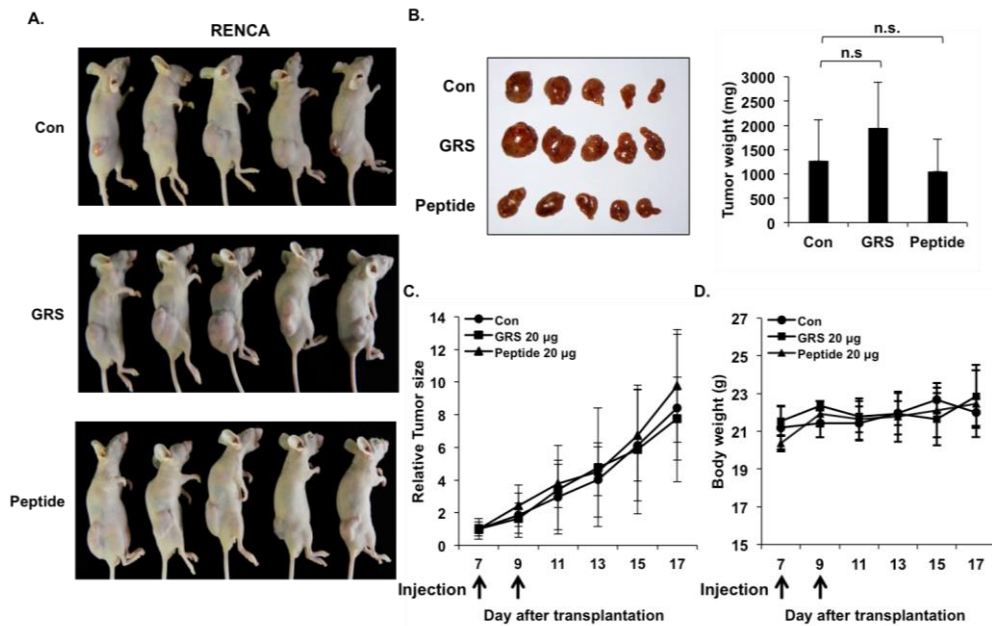 A.
RENCA
Con
GRS
Peptide
B.
Con
GRS
Peptide
n.s.
n.s
Tumor weight (mg)
3000
2500
2000
1500
1000
500
0
Con GRS Peptide
C.
Con
GRS 20 µg
Peptide 20 µg
Relative Tumor size
14
12
10
8
6
4
2
0
7 9 11 13 15 17
Injection
Day after transplantation
D.
Con
GRS 20 µg
Peptide 20 µg
Body weight (g)
27
25
23
21
19
17
15
7 9 11 13 15 17
Injection
Day after transplantation